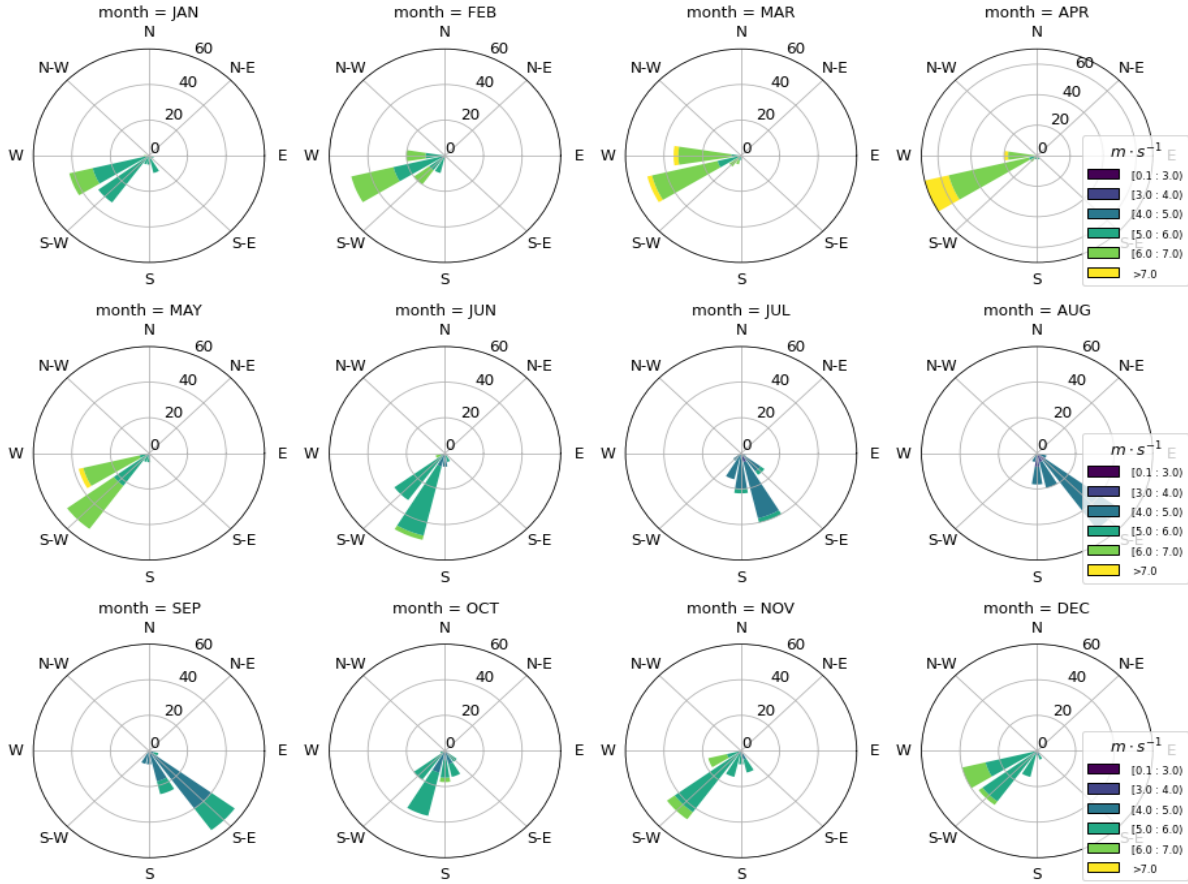 month = JAN
N
N-W
N-E
60
40
20
0
W
E
S-W
S-E
S
month = FEB
N
N-W
N-E
60
40
20
0
W
E
S-W
S-E
S
month = MAR
N
N-W
N-E
60
40
20
0
W
E
S-W
S-E
S
month = APR
N
N-W
N-E
60
40
20
0
W
E
S-W
S-E
S
m · s⁻¹
[0.1 : 3.0)
[3.0 : 4.0)
[4.0 : 5.0)
[5.0 : 6.0)
[6.0 : 7.0)
>7.0
month = MAY
N
N-W
N-E
60
40
20
0
W
E
S-W
S-E
S
month = JUN
N
N-W
N-E
60
40
20
0
W
E
S-W
S-E
S
month = JUL
N
N-W
N-E
60
40
20
0
W
E
S-W
S-E
S
month = AUG
N
N-W
N-E
60
40
20
0
W
E
S-W
S-E
S
m · s⁻¹
[0.1 : 3.0)
[3.0 : 4.0)
[4.0 : 5.0)
[5.0 : 6.0)
[6.0 : 7.0)
>7.0
month = SEP
N
N-W
N-E
60
40
20
0
W
E
S-W
S-E
S
month = OCT
N
N-W
N-E
60
40
20
0
W
E
S-W
S-E
S
month = NOV
N
N-W
N-E
60
40
20
0
W
E
S-W
S-E
S
month = DEC
N
N-W
N-E
60
40
20
0
W
E
S-W
S-E
S
m · s⁻¹
[0.1 : 3.0)
[3.0 : 4.0)
[4.0 : 5.0)
[5.0 : 6.0)
[6.0 : 7.0)
>7.0